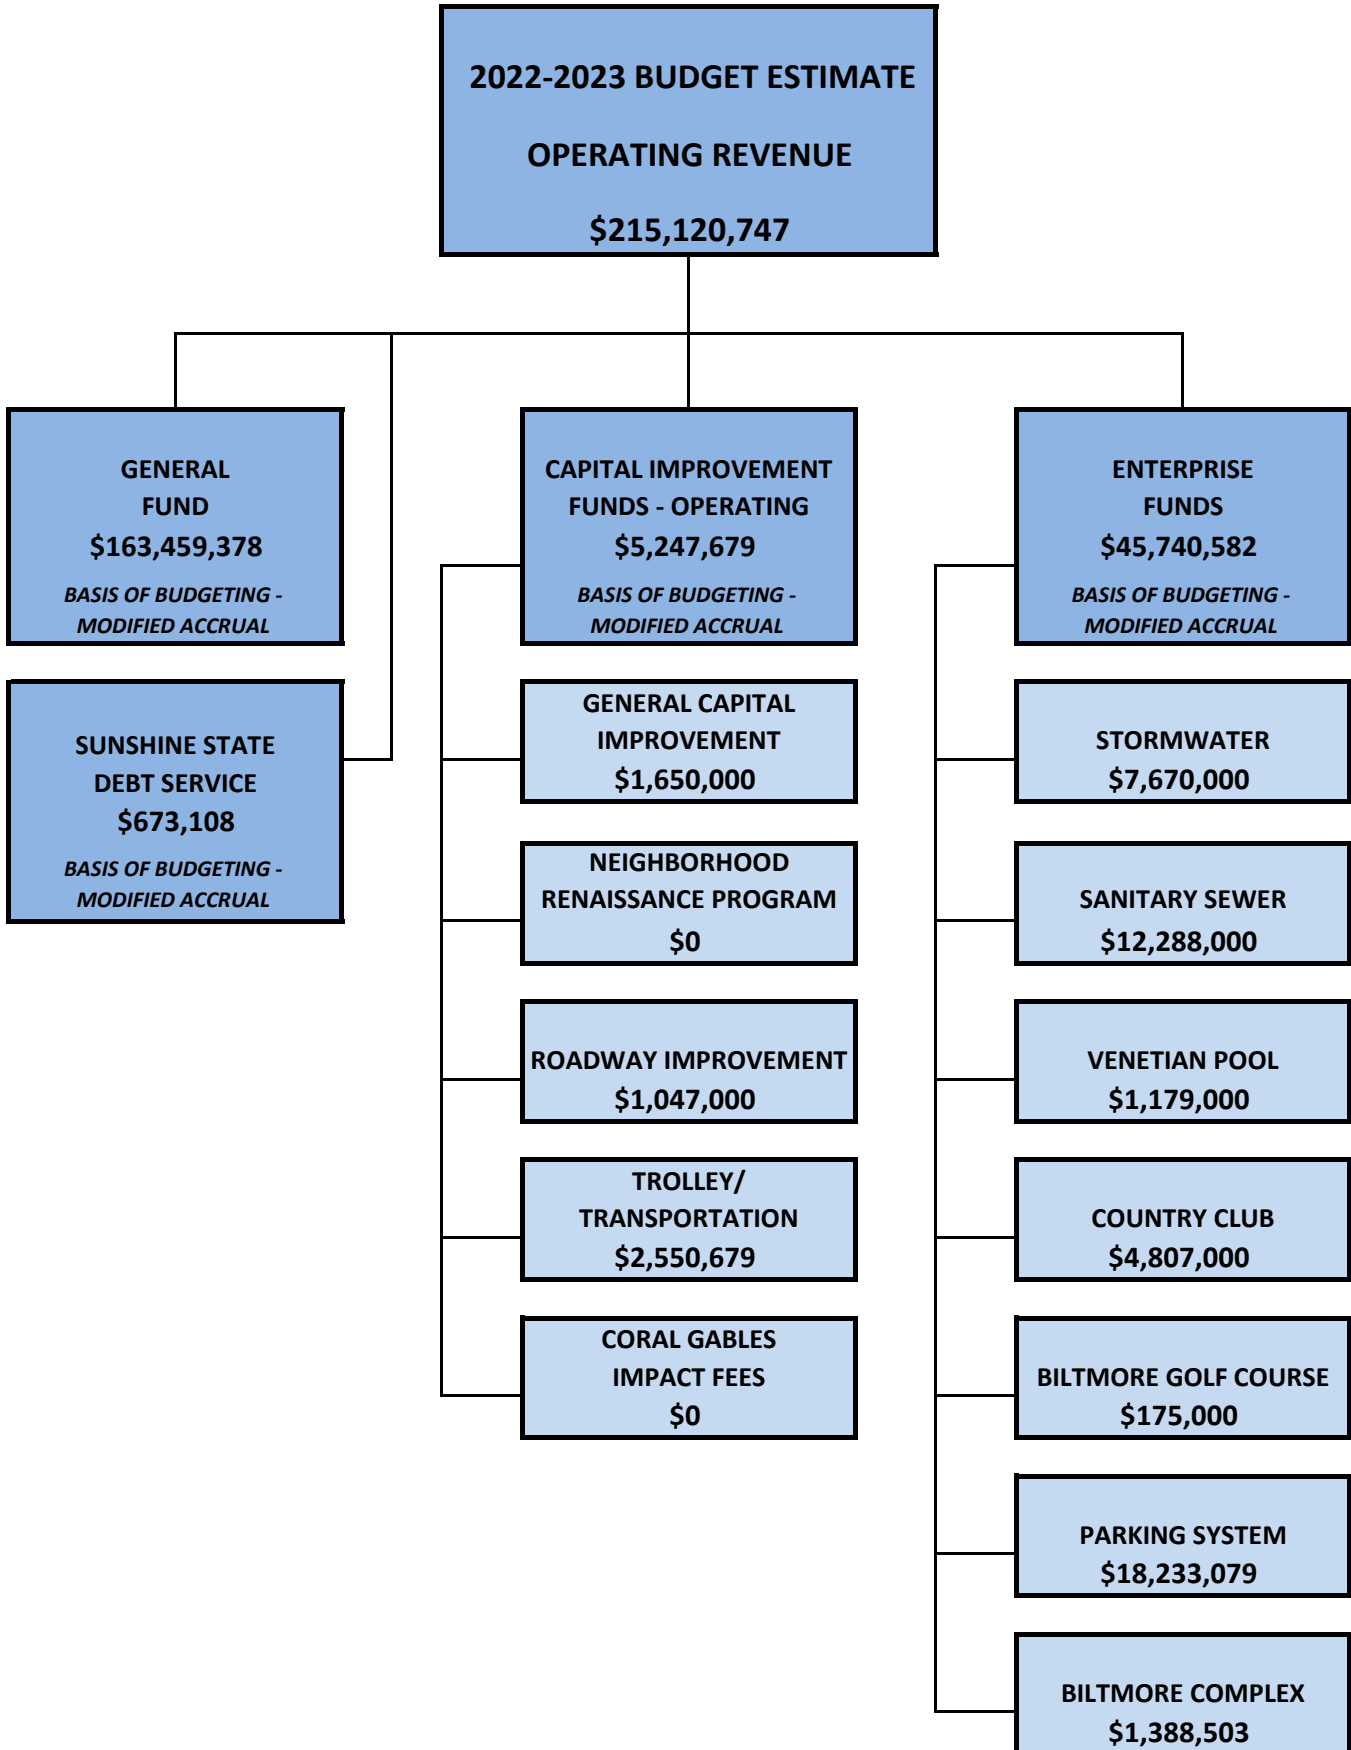 2022-2023 BUDGET ESTIMATE
OPERATING REVENUE
$215,120,747
GENERAL
FUND
$163,459,378
BASIS OF BUDGETING -
MODIFIED ACCRUAL
SUNSHINE STATE
DEBT SERVICE
$673,108
BASIS OF BUDGETING -
MODIFIED ACCRUAL
CAPITAL IMPROVEMENT
FUNDS - OPERATING
$5,247,679
BASIS OF BUDGETING -
MODIFIED ACCRUAL
GENERAL CAPITAL
IMPROVEMENT
$1,650,000
NEIGHBORHOOD
RENAISSANCE PROGRAM
$0
ROADWAY IMPROVEMENT
$1,047,000
TROLLEY/
TRANSPORTATION
$2,550,679
CORAL GABLES
IMPACT FEES
$0
ENTERPRISE
FUNDS
$45,740,582
BASIS OF BUDGETING -
MODIFIED ACCRUAL
STORMWATER
$7,670,000
SANITARY SEWER
$12,288,000
VENETIAN POOL
$1,179,000
COUNTRY CLUB
$4,807,000
BILTMORE GOLF COURSE
$175,000
PARKING SYSTEM
$18,233,079
BILTMORE COMPLEX
$1,388,503